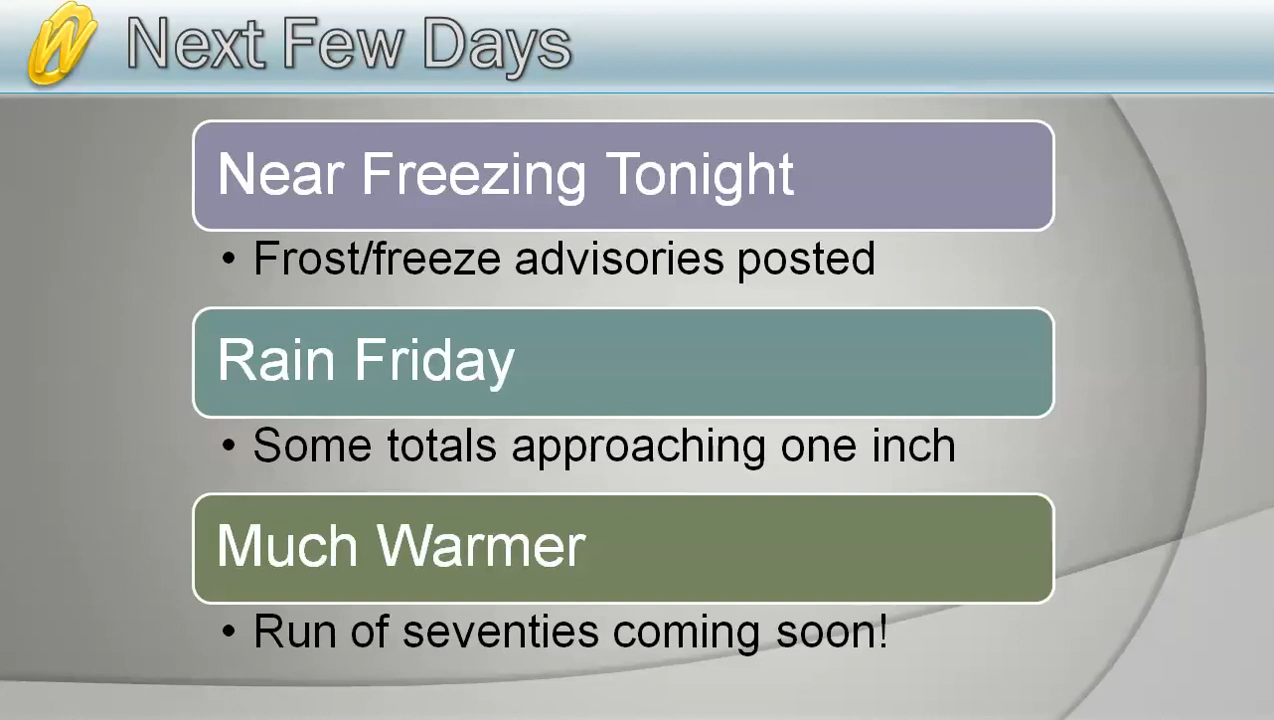 Next Few Days
Near Freezing Tonight
• Frost/freeze advisories posted
Rain Friday
• Some totals approaching one inch
Much Warmer
• Run of seventies coming soon!